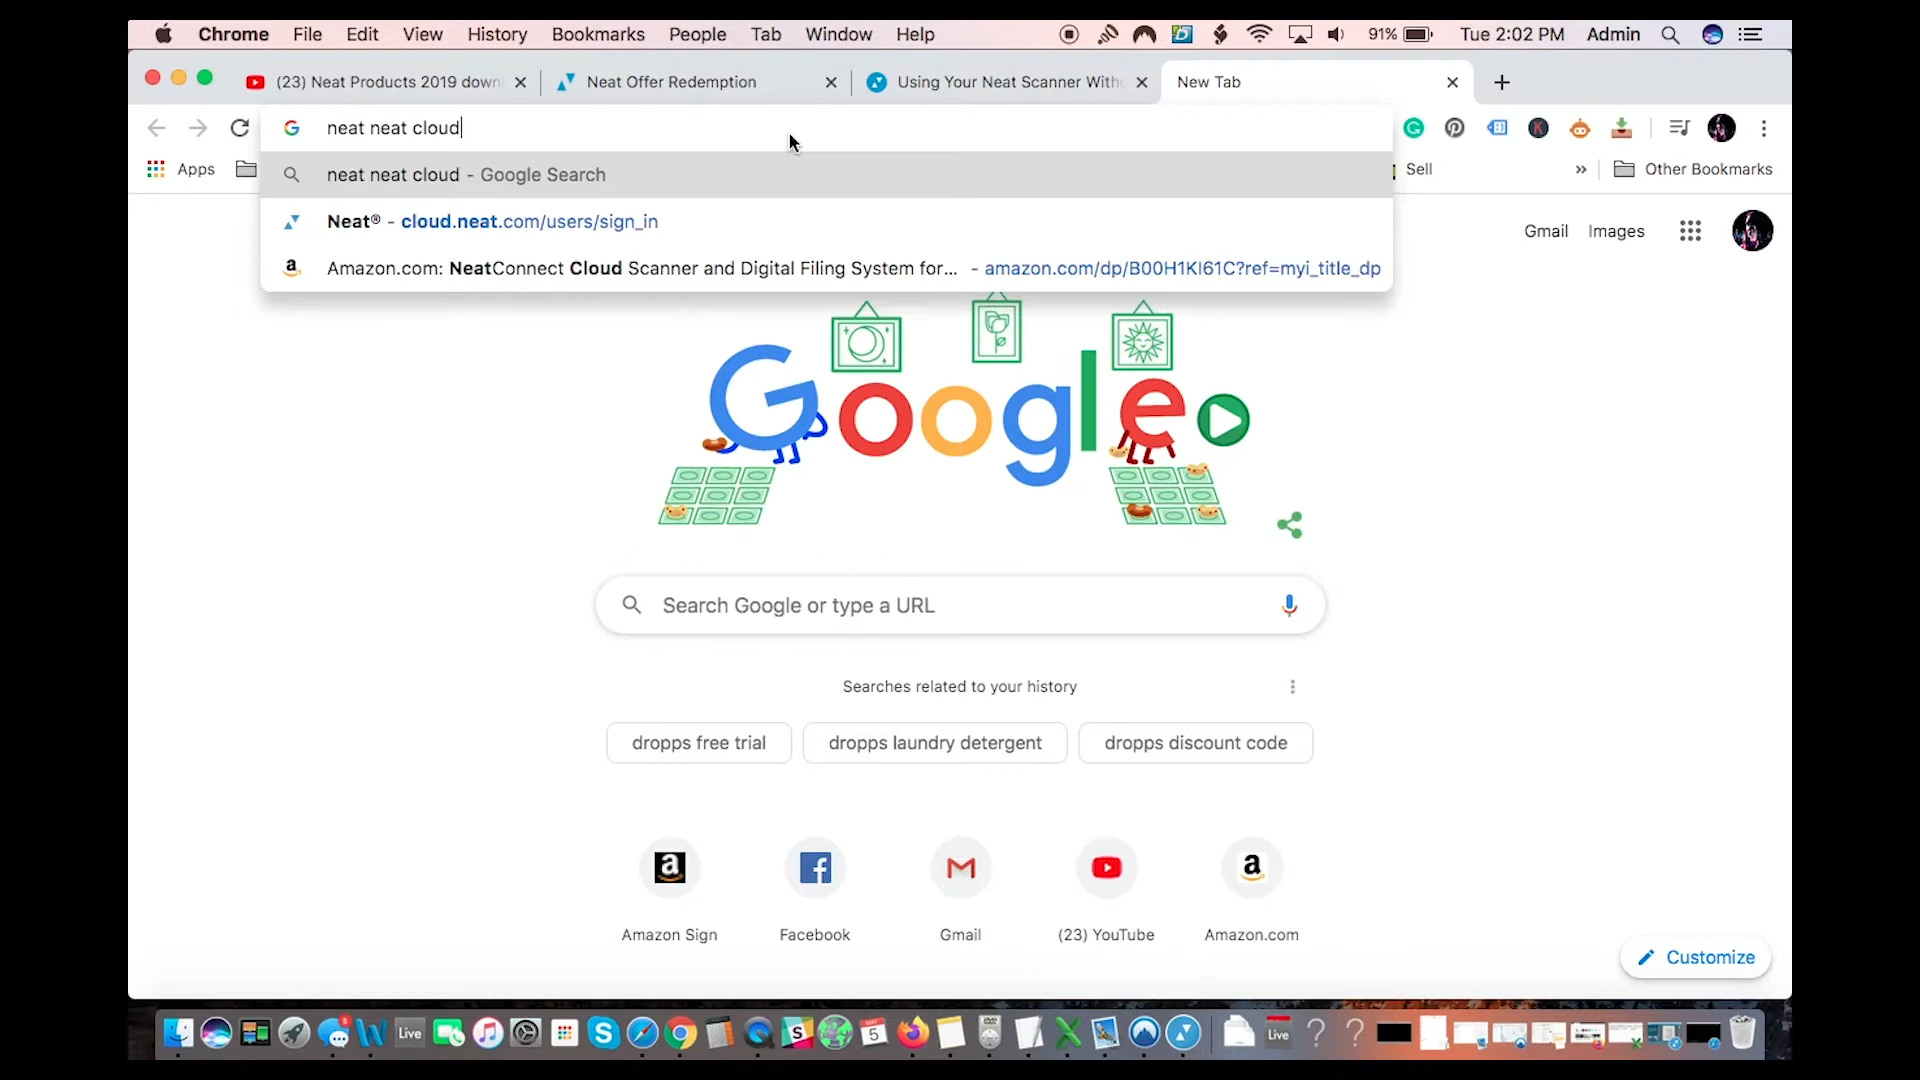 Chrome File Edit View History Bookmarks People Tab Window Help 91% Tue 2:02 PM Admin
(23) Neat Products 2019 down Neat Offer Redemption Using Your Neat Scanner With New Tab
neat neat cloud
Apps Sell » Other Bookmarks
neat neat cloud - Google Search
Neat® - cloud.neat.com/users/sign_in
Amazon.com: NeatConnect Cloud Scanner and Digital Filing System for... - amazon.com/dp/B00H1KI61C?ref=myi_title_dp
Gmail Images
Google
Search Google or type a URL
Searches related to your history
dropps free trial dropps laundry detergent dropps discount code
Amazon Sign Facebook Gmail (23) YouTube Amazon.com
Customize
Live 5 Live